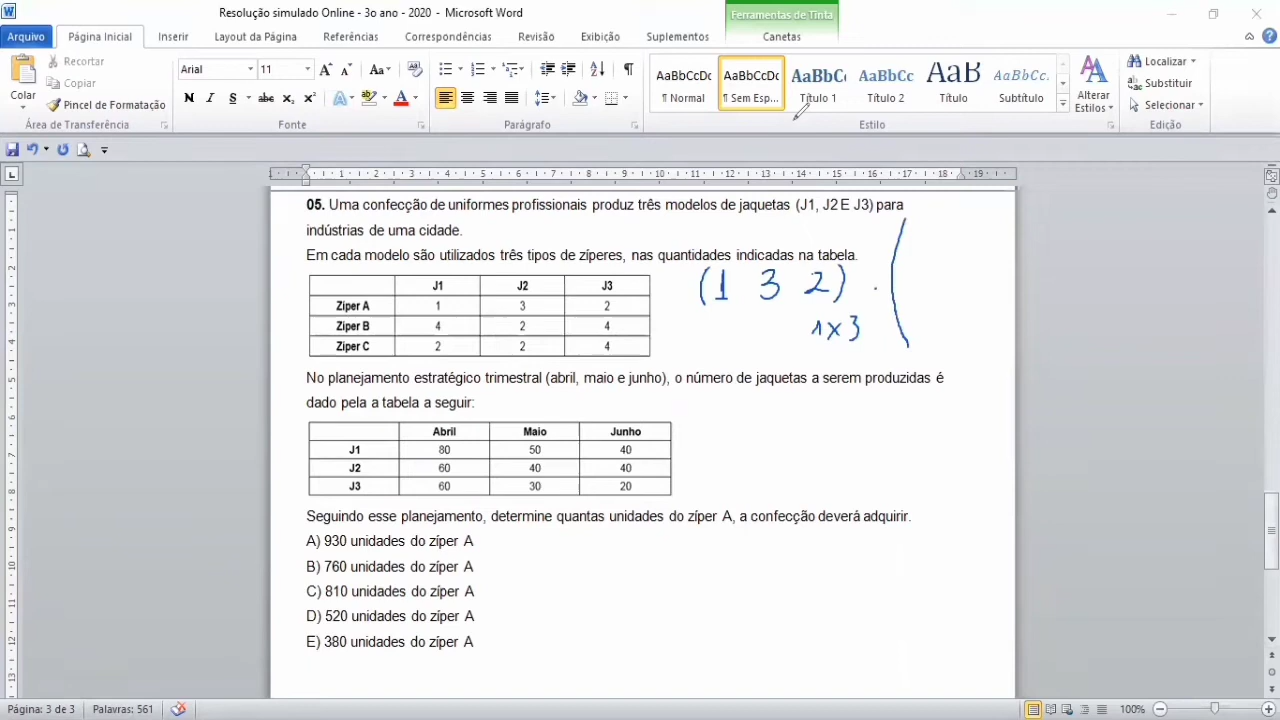 Resolução simulado Online - 3o ano - 2020 - Microsoft Word
Ferramentas de Tinta
Arquivo Página Inicial Inserir Layout da Página Referências Correspondências Revisão Exibição Suplementos Canetas
Colar
Recortar
Copiar
Pincel de Formatação
Área de Transferência
Arial 11
Fonte
Parágrafo
AaBbCcDc AaBbCcDc AaBbC AaBbCc AaB AaBbCc.
¶ Normal ¶ Sem Esp... Título 1 Título 2 Título Subtítulo
Alterar Estilos
Estilo
Localizar
Substituir
Selecionar
Edição
05. Uma confecção de uniformes profissionais produz três modelos de jaquetas (J1, J2 E J3) para
indústrias de uma cidade.
Em cada modelo são utilizados três tipos de zíperes, nas quantidades indicadas na tabela.
J1 J2 J3
Ziper A 1 3 2
Ziper B 4 2 4
Ziper C 2 2 4
(1 3 2) . (
1x3
No planejamento estratégico trimestral (abril, maio e junho), o número de jaquetas a serem produzidas é
dado pela a tabela a seguir:
Abril Maio Junho
J1 80 50 40
J2 60 40 40
J3 60 30 20
Seguindo esse planejamento, determine quantas unidades do zíper A, a confecção deverá adquirir.
A) 930 unidades do zíper A
B) 760 unidades do zíper A
C) 810 unidades do zíper A
D) 520 unidades do zíper A
E) 380 unidades do zíper A
Página: 3 de 3 Palavras: 561 100%